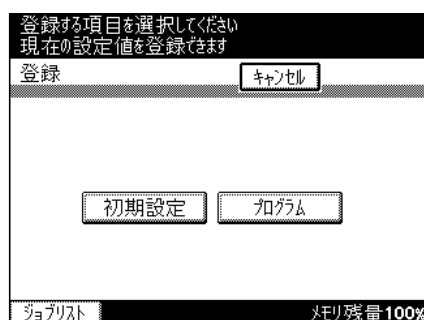 登録する項目を選択してください
現在の設定値を登録できます
登録
キャンセル
初期設定 プログラム
ジョブリスト メモリ残量100%